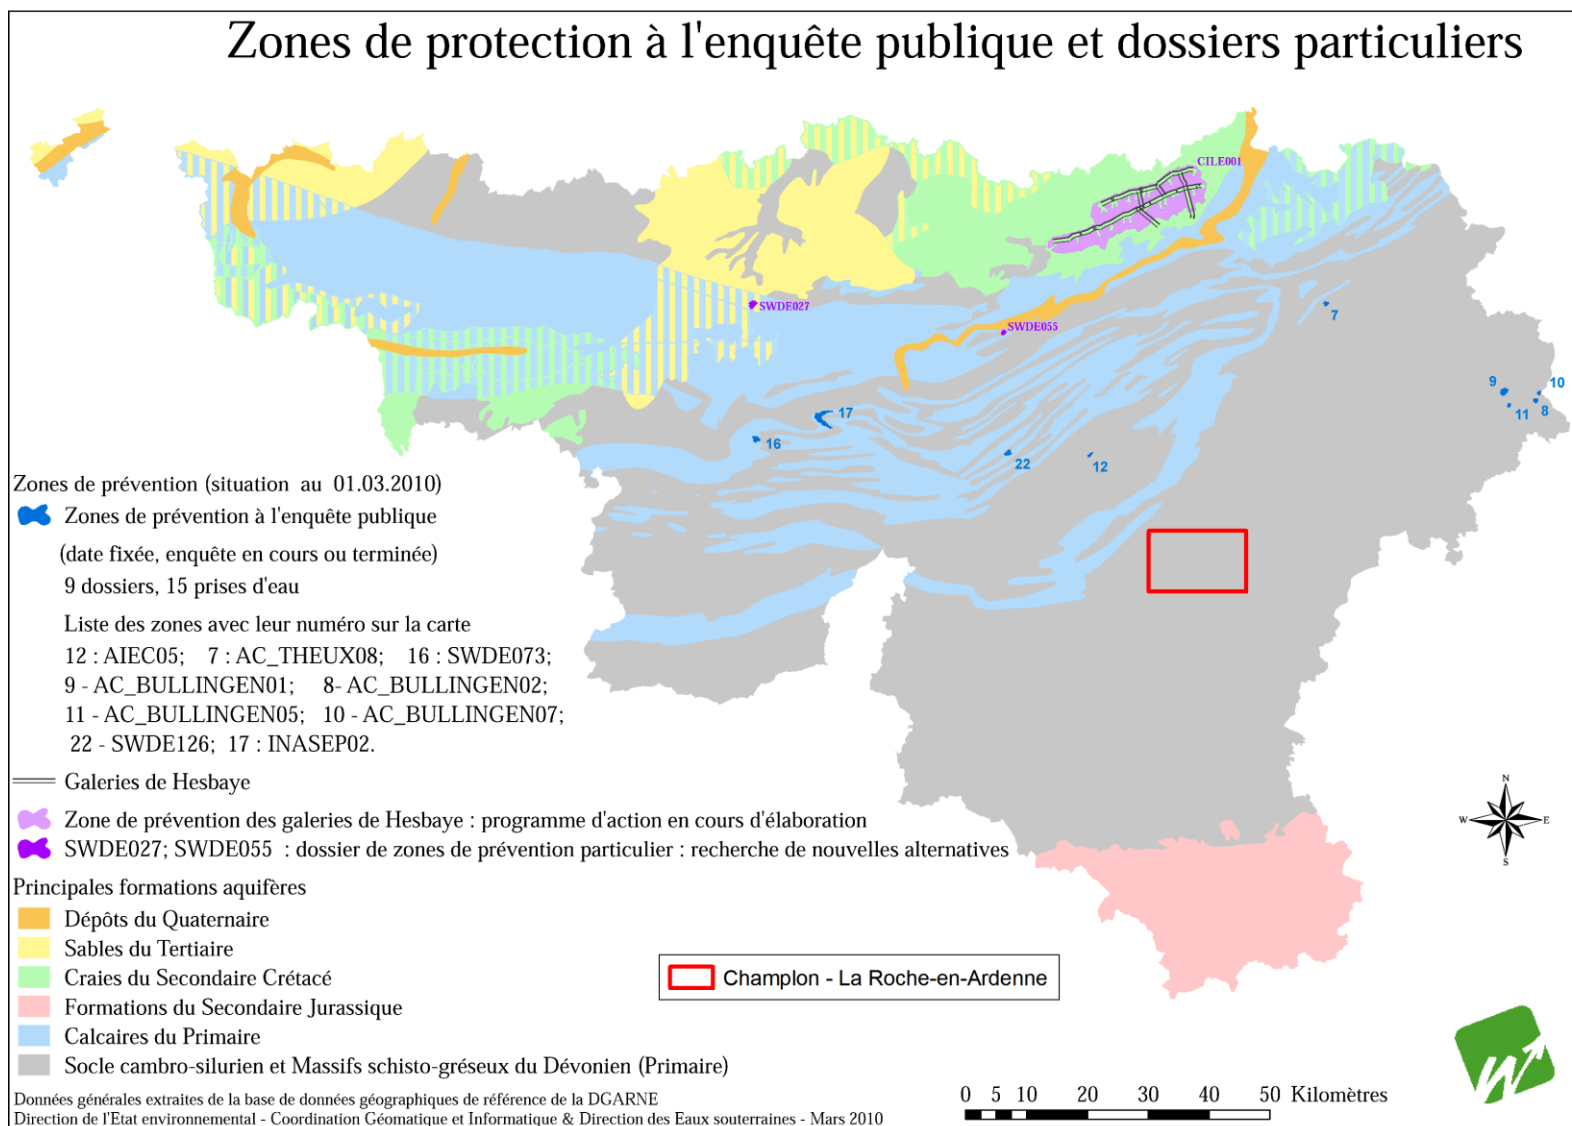 Zones de protection à l'enquête publique et dossiers particuliers
CILE001
SWDE027
SWDE055
7
9
10
11
8
17
16
22
12
Zones de prévention (situation au 01.03.2010)
Zones de prévention à l'enquête publique
(date fixée, enquête en cours ou terminée)
9 dossiers, 15 prises d'eau
Liste des zones avec leur numéro sur la carte
12 : AIEC05; 7 : AC_THEUX08; 16 : SWDE073;
9 - AC_BULLINGEN01; 8- AC_BULLINGEN02;
11 - AC_BULLINGEN05; 10 - AC_BULLINGEN07;
22 - SWDE126; 17 : INASEP02.
Galeries de Hesbaye
Zone de prévention des galeries de Hesbaye : programme d'action en cours d'élaboration
SWDE027; SWDE055 : dossier de zones de prévention particulier : recherche de nouvelles alternatives
N
W E
S
Principales formations aquifères
Dépôts du Quaternaire
Sables du Tertiaire
Craies du Secondaire Crétacé
Formations du Secondaire Jurassique
Calcaires du Primaire
Socle cambro-silurien et Massifs schisto-gréseux du Dévonien (Primaire)
Champlon - La Roche-en-Ardenne
Données générales extraites de la base de données géographiques de référence de la DGARNE
Direction de l'Etat environnemental - Coordination Géomatique et Informatique & Direction des Eaux souterraines - Mars 2010
0 5 10 20 30 40 50 Kilomètres